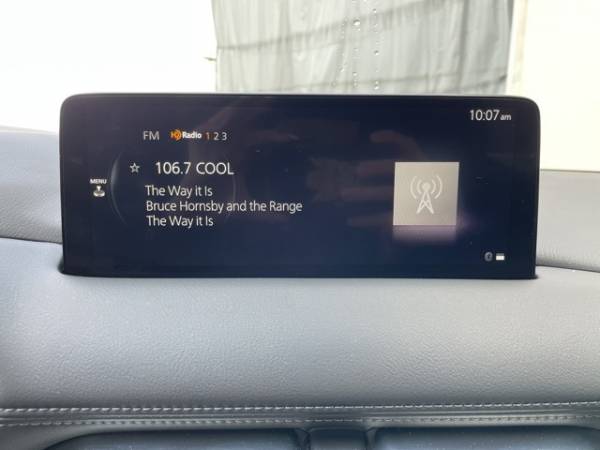 10:07 am
FM HD Radio 1 2 3
106.7 COOL
MENU
The Way it Is
Bruce Hornsby and the Range
The Way it Is